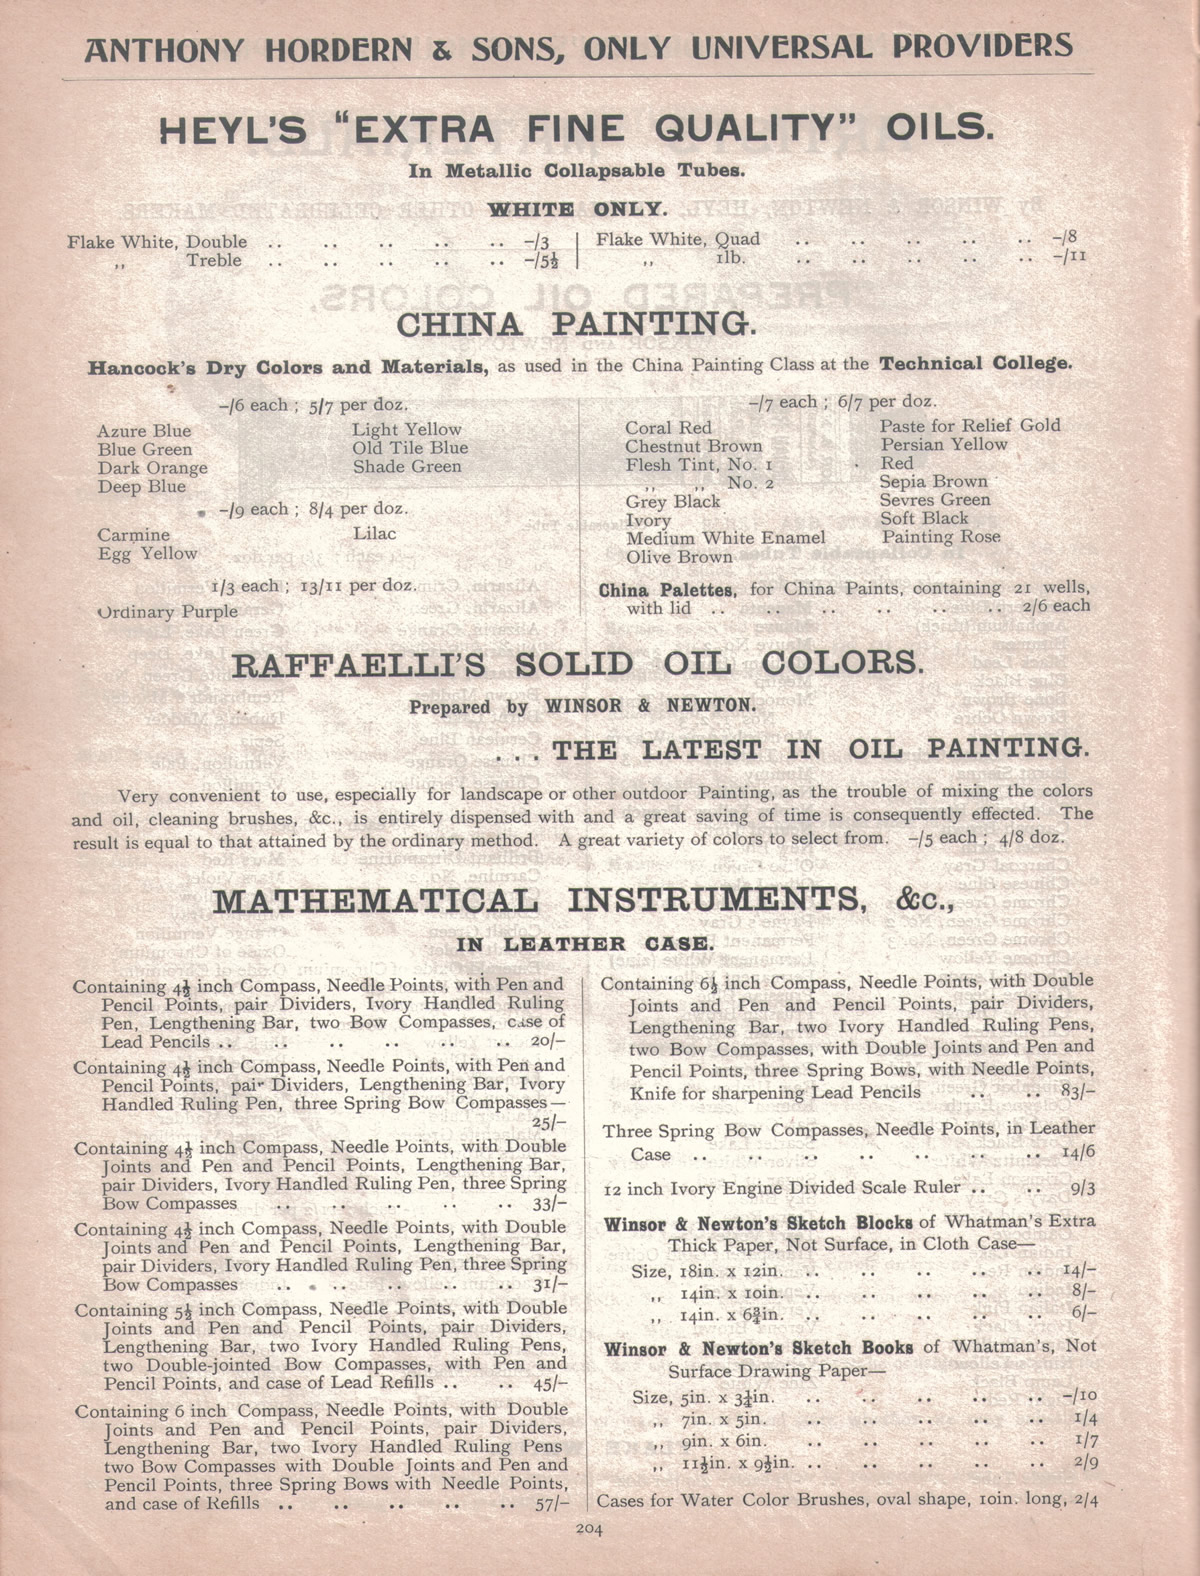 ANTHONY HORDERN & SONS, ONLY UNIVERSAL PROVIDERS
HEYL'S "EXTRA FINE QUALITY" OILS.
In Metallic Collapsable Tubes.
WHITE ONLY.
Flake White, Double .. .. .. .. .. -/3
,, Treble .. .. .. .. .. -/5½
Flake White, Quad .. .. .. .. .. -/8
,, 1lb. .. .. .. .. .. -/11
CHINA PAINTING.
Hancock's Dry Colors and Materials, as used in the China Painting Class at the Technical College.
-/6 each ; 5/7 per doz.
Azure Blue
Blue Green
Dark Orange
Deep Blue
Light Yellow
Old Tile Blue
Shade Green
-/9 each ; 8/4 per doz.
Carmine
Egg Yellow
Lilac
1/3 each ; 13/11 per doz.
Ordinary Purple
-/7 each ; 6/7 per doz.
Coral Red
Chestnut Brown
Flesh Tint, No. 1
,, ,, No. 2
Grey Black
Ivory
Medium White Enamel
Olive Brown
Paste for Relief Gold
Persian Yellow
Red
Sepia Brown
Sevres Green
Soft Black
Painting Rose
China Palettes, for China Paints, containing 21 wells,
with lid .. .. .. .. .. .. 2/6 each
RAFFAELLI'S SOLID OIL COLORS.
Prepared by WINSOR & NEWTON.
. . . THE LATEST IN OIL PAINTING.
Very convenient to use, especially for landscape or other outdoor Painting, as the trouble of mixing the colors
and oil, cleaning brushes, &c., is entirely dispensed with and a great saving of time is consequently effected. The
result is equal to that attained by the ordinary method. A great variety of colors to select from. -/5 each ; 4/8 doz.
MATHEMATICAL INSTRUMENTS, &c.,
IN LEATHER CASE.
Containing 4½ inch Compass, Needle Points, with Pen and
Pencil Points, pair Dividers, Ivory Handled Ruling
Pen, Lengthening Bar, two Bow Compasses, case of
Lead Pencils .. .. .. .. .. .. 20/-
Containing 4½ inch Compass, Needle Points, with Pen and
Pencil Points, pair Dividers, Lengthening Bar, Ivory
Handled Ruling Pen, three Spring Bow Compasses—
25/-
Containing 4½ inch Compass, Needle Points, with Double
Joints and Pen and Pencil Points, Lengthening Bar,
pair Dividers, Ivory Handled Ruling Pen, three Spring
Bow Compasses .. .. .. .. .. 33/-
Containing 4½ inch Compass, Needle Points, with Double
Joints and Pen and Pencil Points, Lengthening Bar,
pair Dividers, Ivory Handled Ruling Pen, three Spring
Bow Compasses .. .. .. .. .. 31/-
Containing 5½ inch Compass, Needle Points, with Double
Joints and Pen and Pencil Points, pair Dividers,
Lengthening Bar, two Ivory Handled Ruling Pens,
two Double-jointed Bow Compasses, with Pen and
Pencil Points, and case of Lead Refills .. .. 45/-
Containing 6 inch Compass, Needle Points, with Double
Joints and Pen and Pencil Points, pair Dividers,
Lengthening Bar, two Ivory Handled Ruling Pens
two Bow Compasses with Double Joints and Pen and
Pencil Points, three Spring Bows with Needle Points,
and case of Refills .. .. .. .. .. 57/-
Containing 6½ inch Compass, Needle Points, with Double
Joints and Pen and Pencil Points, pair Dividers,
Lengthening Bar, two Ivory Handled Ruling Pens,
two Bow Compasses, with Double Joints and Pen and
Pencil Points, three Spring Bows, with Needle Points,
Knife for sharpening Lead Pencils .. .. 83/-
Three Spring Bow Compasses, Needle Points, in Leather
Case .. .. .. .. .. .. .. 14/6
12 inch Ivory Engine Divided Scale Ruler .. .. 9/3
Winsor & Newton's Sketch Blocks of Whatman's Extra
Thick Paper, Not Surface, in Cloth Case—
Size, 18in. x 12in. .. .. .. .. .. 14/-
,, 14in. x 10in. .. .. .. .. .. 8/-
,, 14in. x 6¾in. .. .. .. .. .. 6/-
Winsor & Newton's Sketch Books of Whatman's, Not
Surface Drawing Paper—
Size, 5in. x 3½in. .. .. .. .. .. -/10
,, 7in. x 5in. .. .. .. .. .. 1/4
,, 9in. x 6in. .. .. .. .. .. 1/7
,, 11½in. x 9½in. .. .. .. .. .. 2/9
Cases for Water Color Brushes, oval shape, 10in. long, 2/4
204